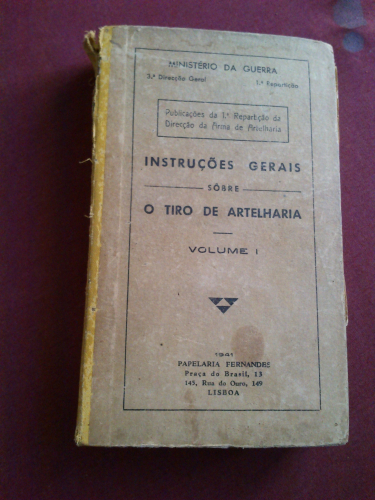 MINISTÉRIO DA GUERRA
3.ª Direcção Geral 1.ª Repartição
Publicações da 1.ª Repartição da
Direcção da Arma de Artelharia
INSTRUÇÕES GERAIS
SÔBRE
O TIRO DE ARTELHARIA
VOLUME I
1941
PAPELARIA FERNANDES
Praça do Brasil, 13
145, Rua do Ouro, 149
LISBOA